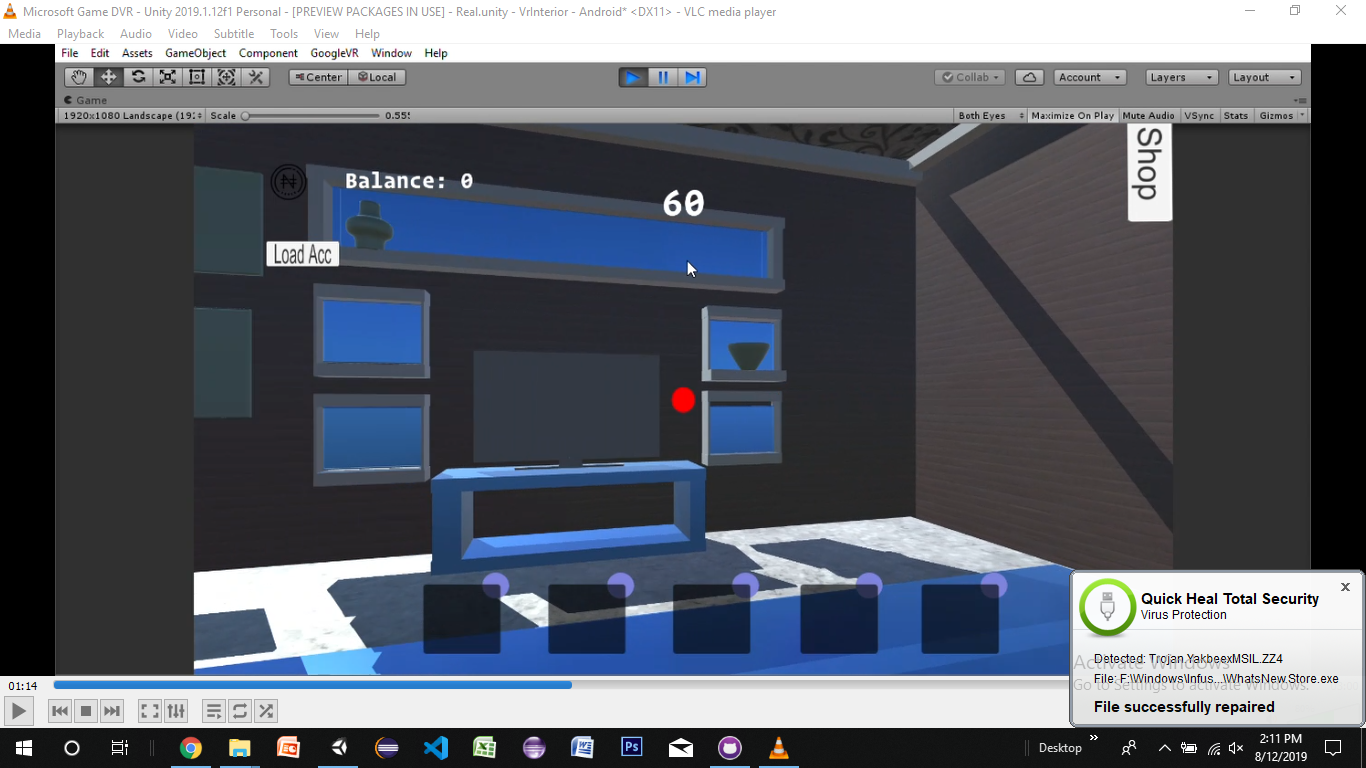 Microsoft Game DVR - Unity 2019.1.12f1 Personal - [PREVIEW PACKAGES IN USE] - Real.unity - VrInterior - Android* <DX11> - VLC media player
Media Playback Audio Video Subtitle Tools View Help
File Edit Assets GameObject Component GoogleVR Window Help
Center Local Collab Account Layers Layout
Game
1920x1080 Landscape (19 Scale 0.55 Both Eyes Maximize On Play Mute Audio VSync Stats Gizmos
Shop
Balance: 0
60
Load Acc
Quick Heal Total Security
Virus Protection
Detected: Trojan.YakbeexMSIL.ZZ4
Activate Windows
File: F:\Windows\Infus...\WhatsNew.Store.exe
Go to Settings to activate Windows.
File successfully repaired
01:14
Desktop
2:11 PM
8/12/2019